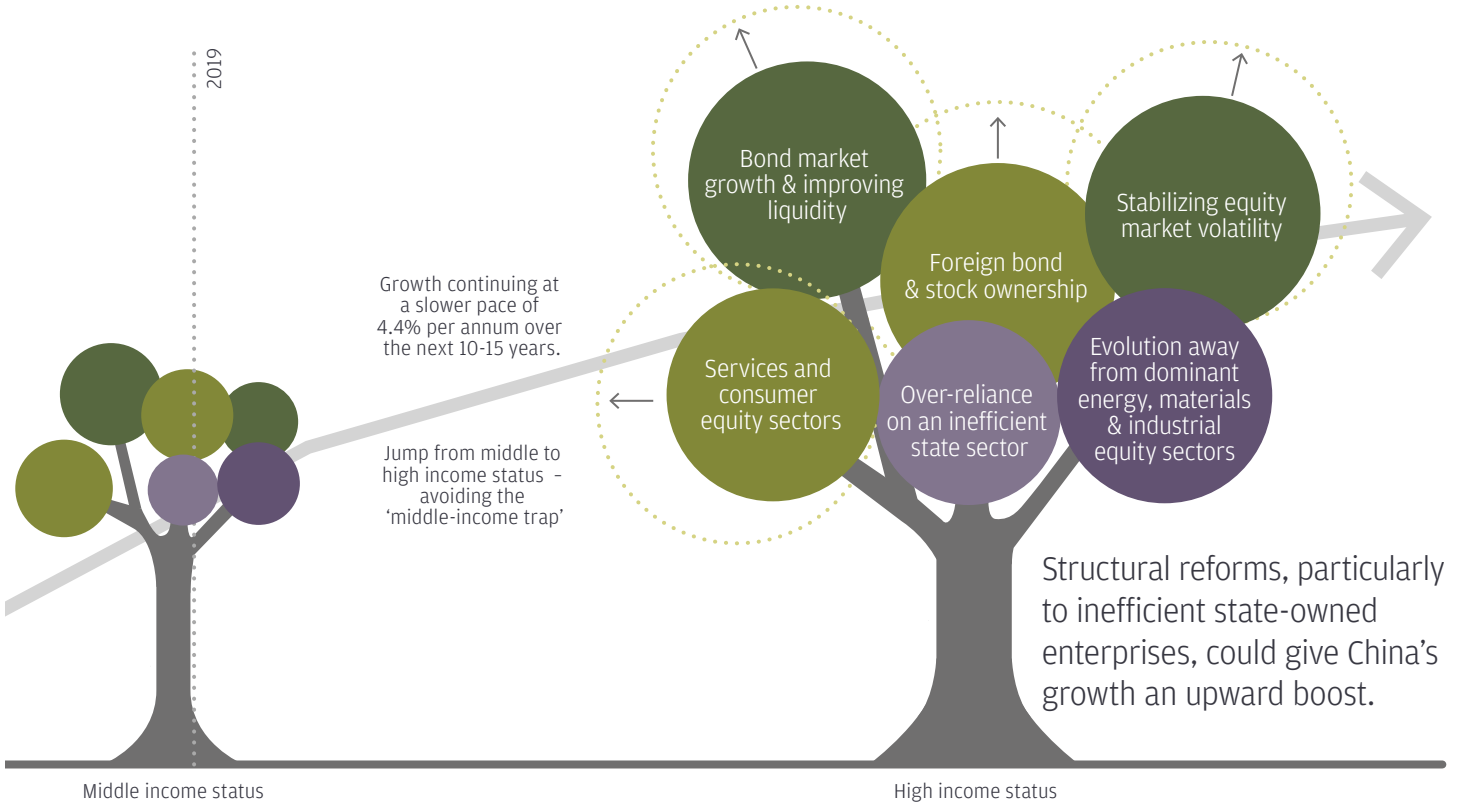 2019
Growth continuing at
a slower pace of
4.4% per annum over
the next 10-15 years.
Jump from middle to
high income status –
avoiding the
‘middle-income trap’
Bond market
growth & improving
liquidity
Foreign bond
& stock ownership
Stabilizing equity
market volatility
Services and
consumer
equity sectors
Over-reliance
on an inefficient
state sector
Evolution away
from dominant
energy, materials
& industrial
equity sectors
Structural reforms, particularly
to inefficient state-owned
enterprises, could give China’s
growth an upward boost.
Middle income status
High income status